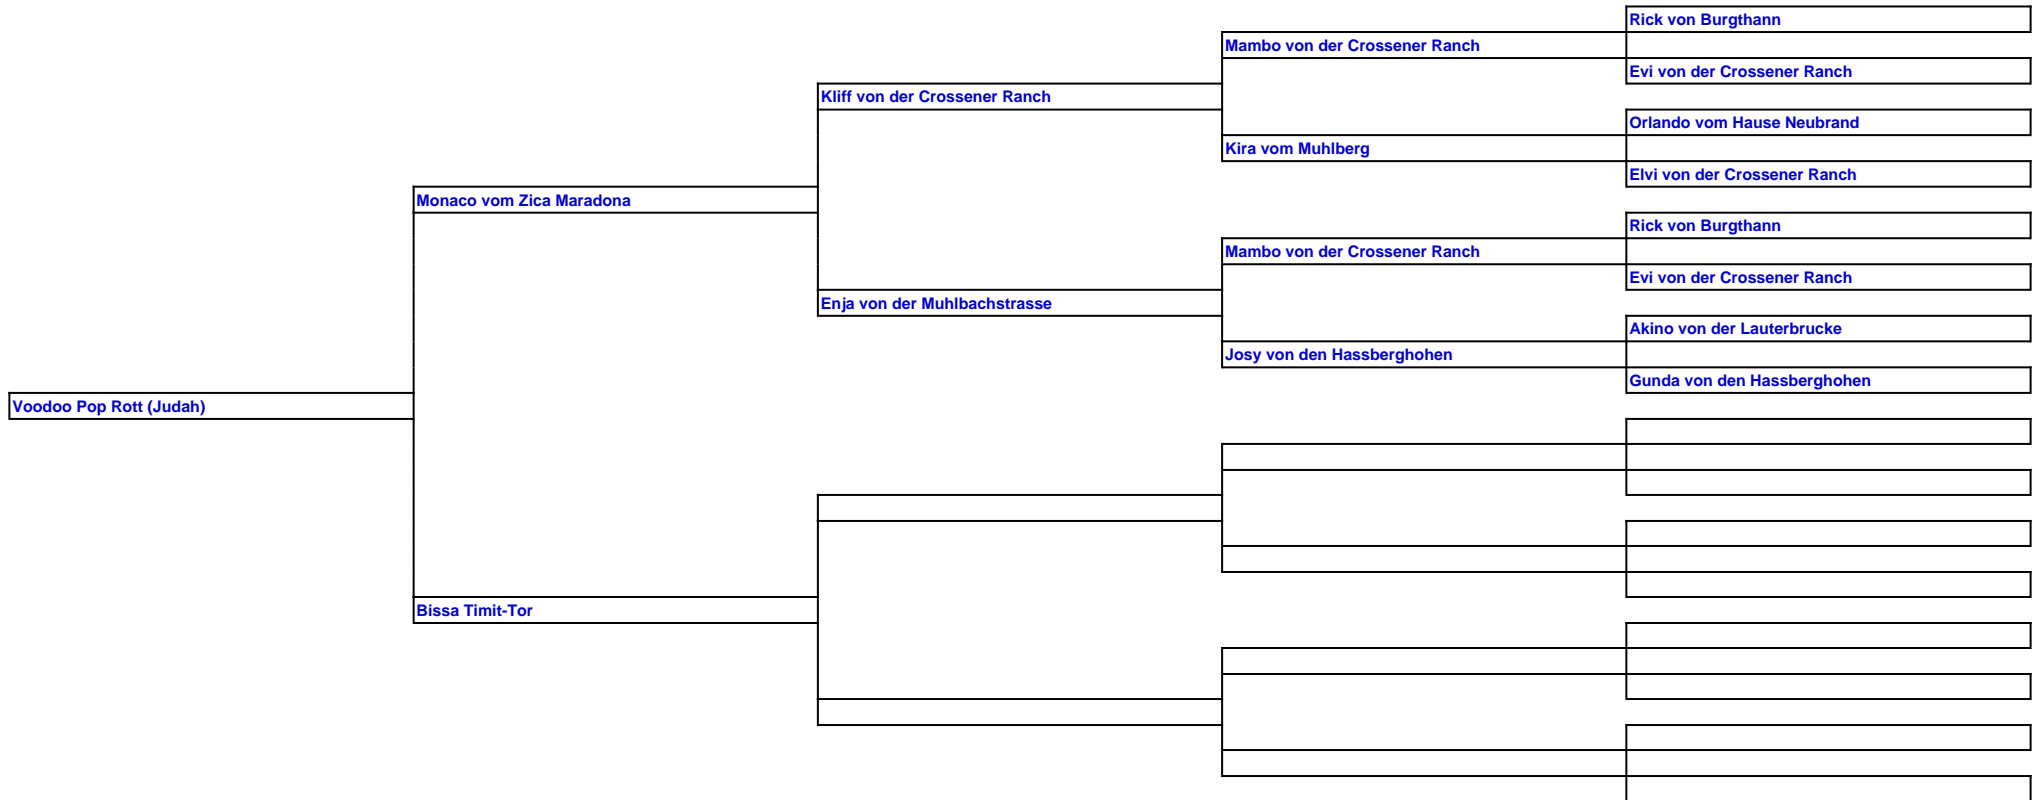 Rick von Burgthann
Mambo von der Crossener Ranch
Evi von der Crossener Ranch
Kliff von der Crossener Ranch
Orlando vom Hause Neubrand
Kira vom Muhlberg
Elvi von der Crossener Ranch
Monaco vom Zica Maradona
Rick von Burgthann
Mambo von der Crossener Ranch
Evi von der Crossener Ranch
Enja von der Muhlbachstrasse
Akino von der Lauterbrucke
Josy von den Hassberghohen
Gunda von den Hassberghohen
Voodoo Pop Rott (Judah)
Bissa Timit-Tor